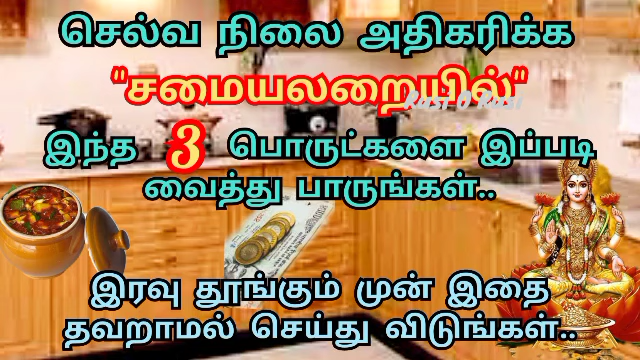 செல்வ நிலை அதிகரிக்க
"சமையலறையில்"
இந்த 3 பொருட்களை இப்படி
வைத்து பாருங்கள்..
இரவு தூங்கும் முன் இதை
தவறாமல் செய்து விடுங்கள்..